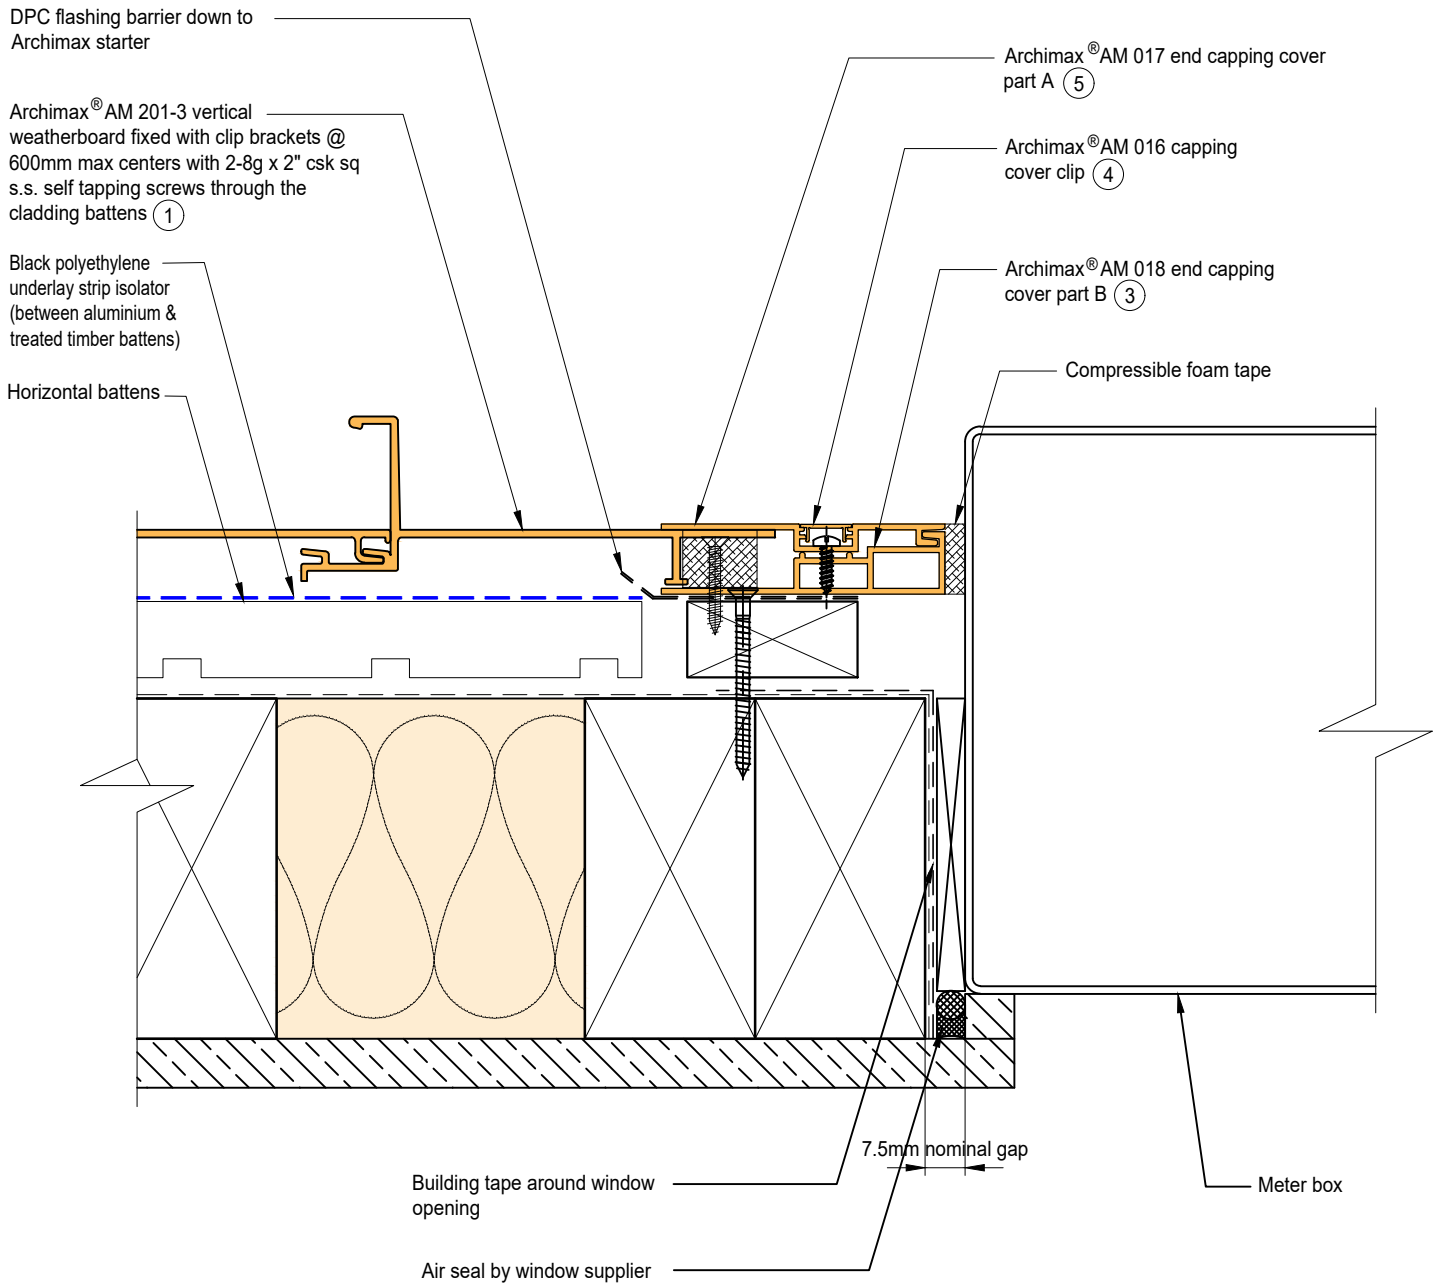 DPC flashing barrier down to
Archimax starter
Archimax® AM 201-3 vertical
weatherboard fixed with clip brackets @
600mm max centers with 2-8g x 2" csk sq
s.s. self tapping screws through the
cladding battens 1
Black polyethylene
underlay strip isolator
(between aluminium &
treated timber battens)
Horizontal battens
Archimax® AM 017 end capping cover
part A 5
Archimax® AM 016 capping
cover clip 4
Archimax® AM 018 end capping
cover part B 3
Compressible foam tape
7.5mm nominal gap
Building tape around window
opening
Meter box
Air seal by window supplier